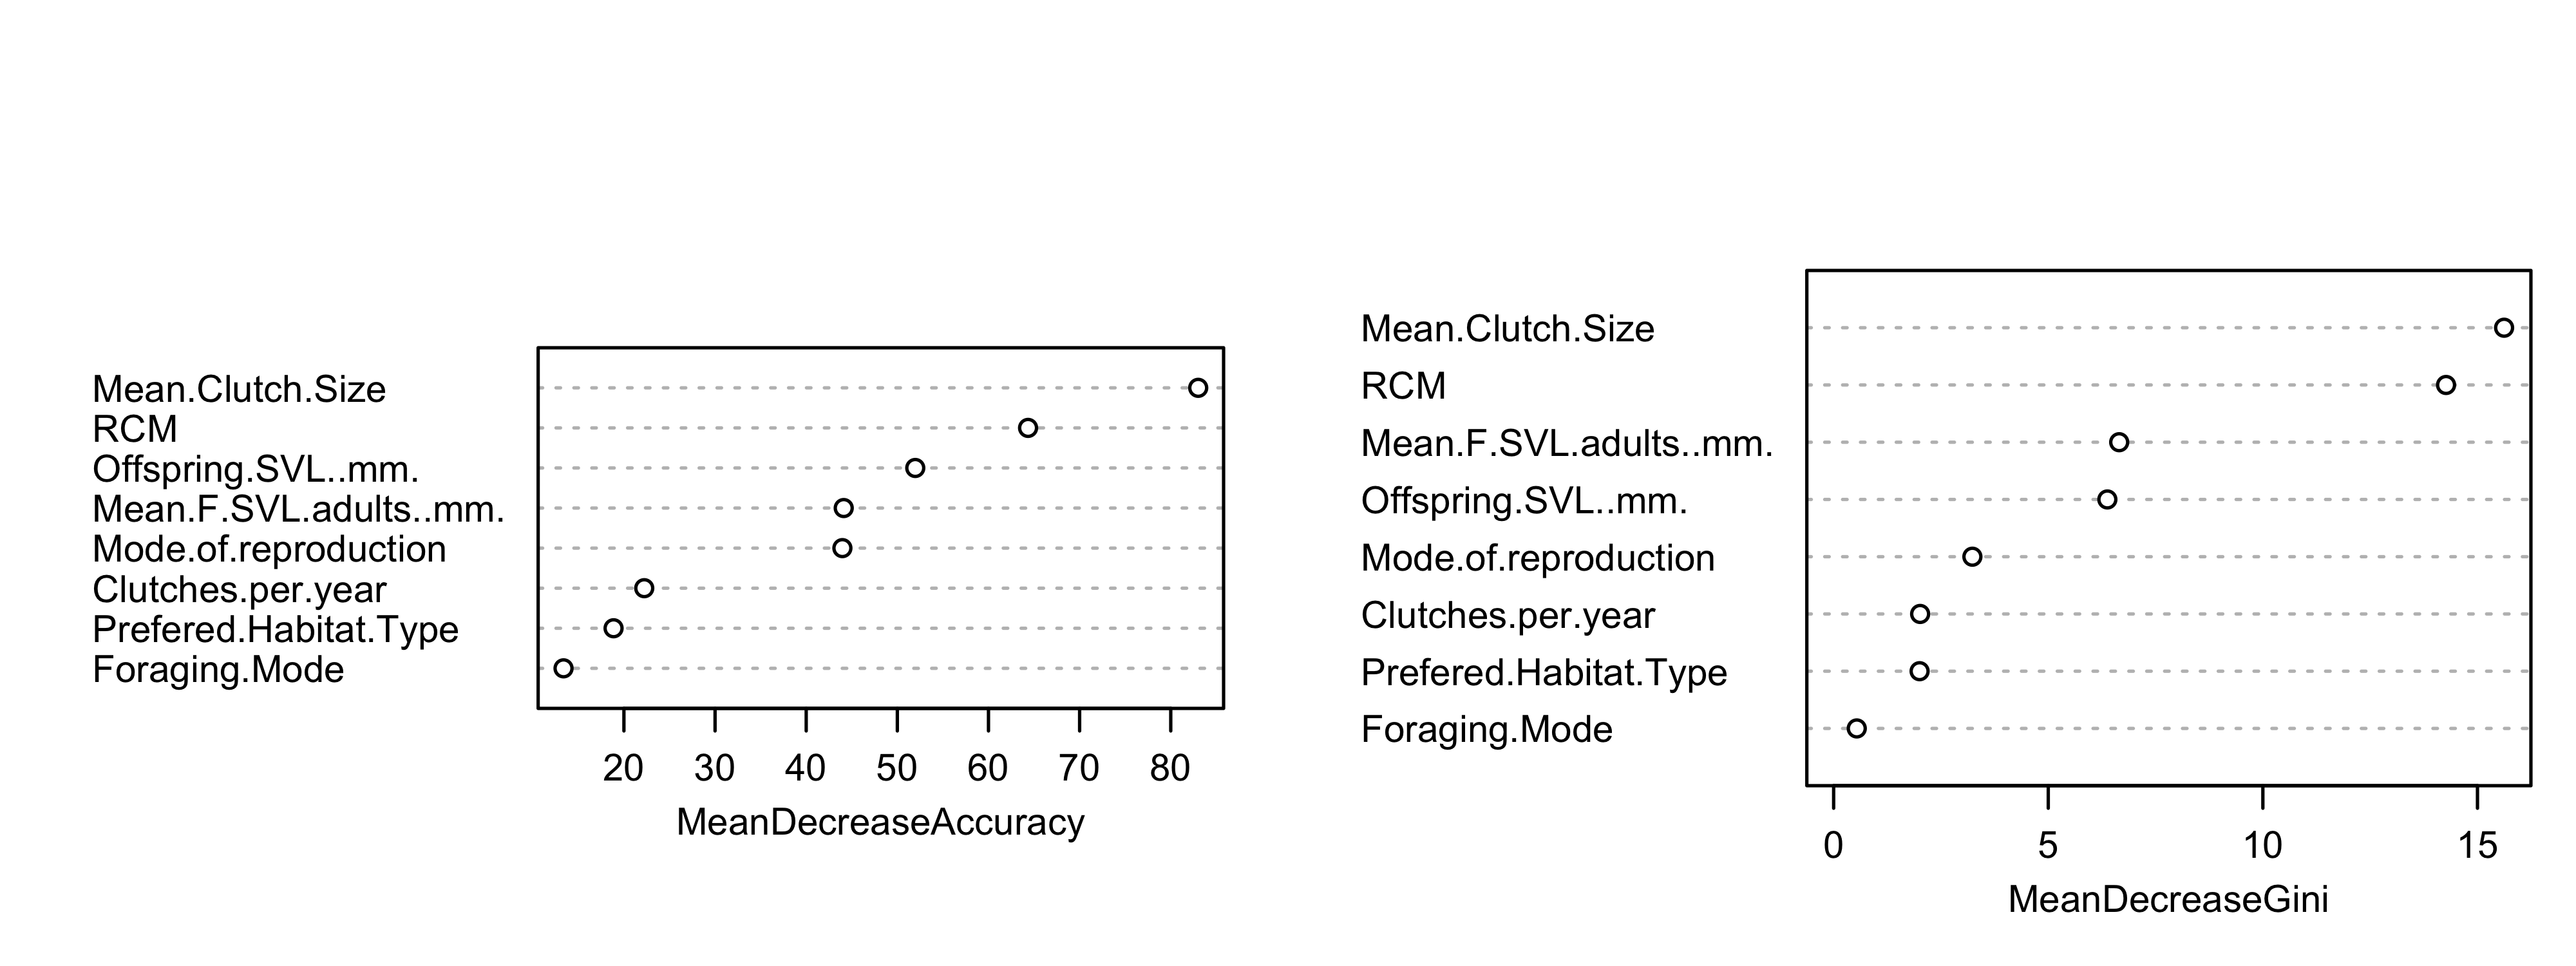 Mean.Clutch.Size
RCM
Offspring.SVL..mm.
Mean.F.SVL.adults..mm.
Mode.of.reproduction
Clutches.per.year
Prefered.Habitat.Type
Foraging.Mode
20 30 40 50 60 70 80
MeanDecreaseAccuracy
Mean.Clutch.Size
RCM
Mean.F.SVL.adults..mm.
Offspring.SVL..mm.
Mode.of.reproduction
Clutches.per.year
Prefered.Habitat.Type
Foraging.Mode
0 5 10 15
MeanDecreaseGini